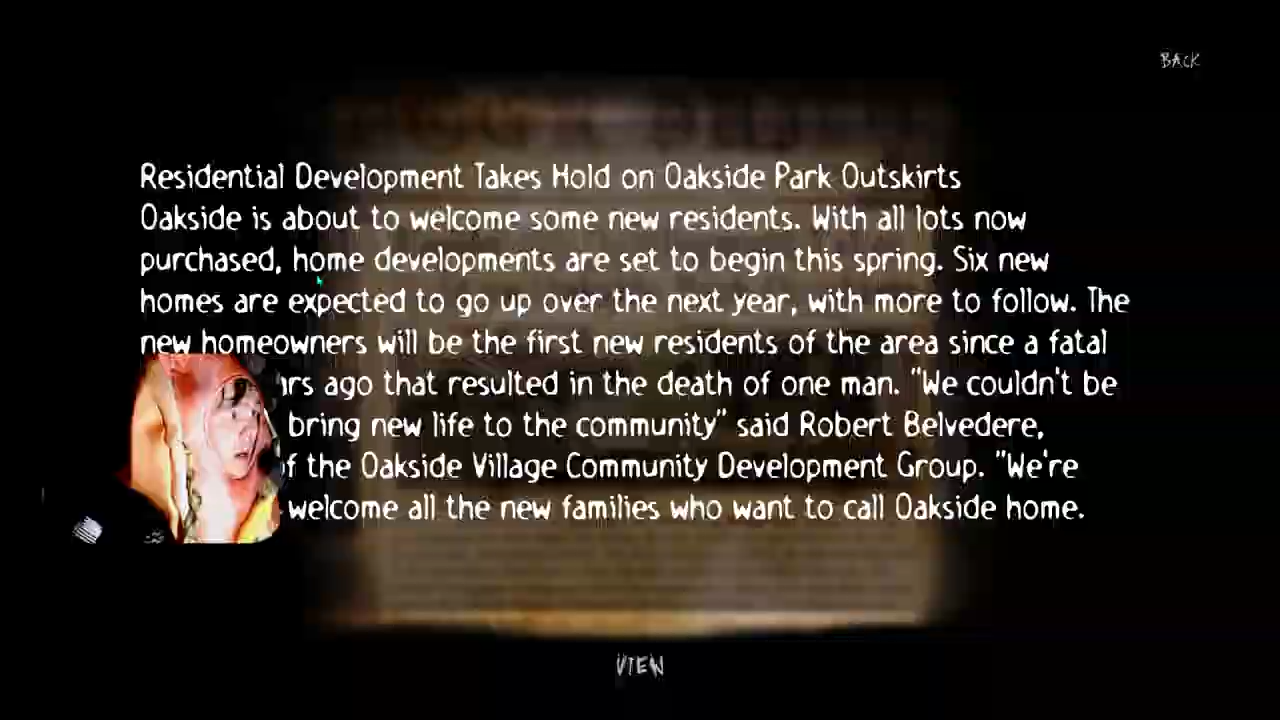 BACK
Residential Development Takes Hold on Oakside Park Outskirts
Oakside is about to welcome some new residents. With all lots now
purchased, home developments are set to begin this spring. Six new
homes are expected to go up over the next year, with more to follow. The
new homeowners will be the first new residents of the area since a fatal
ago that resulted in the death of one man. "We couldn't be
bring new life to the community" said Robert Belvedere,
of the Oakside Village Community Development Group. "We're
welcome all the new families who want to call Oakside home.
VIEW